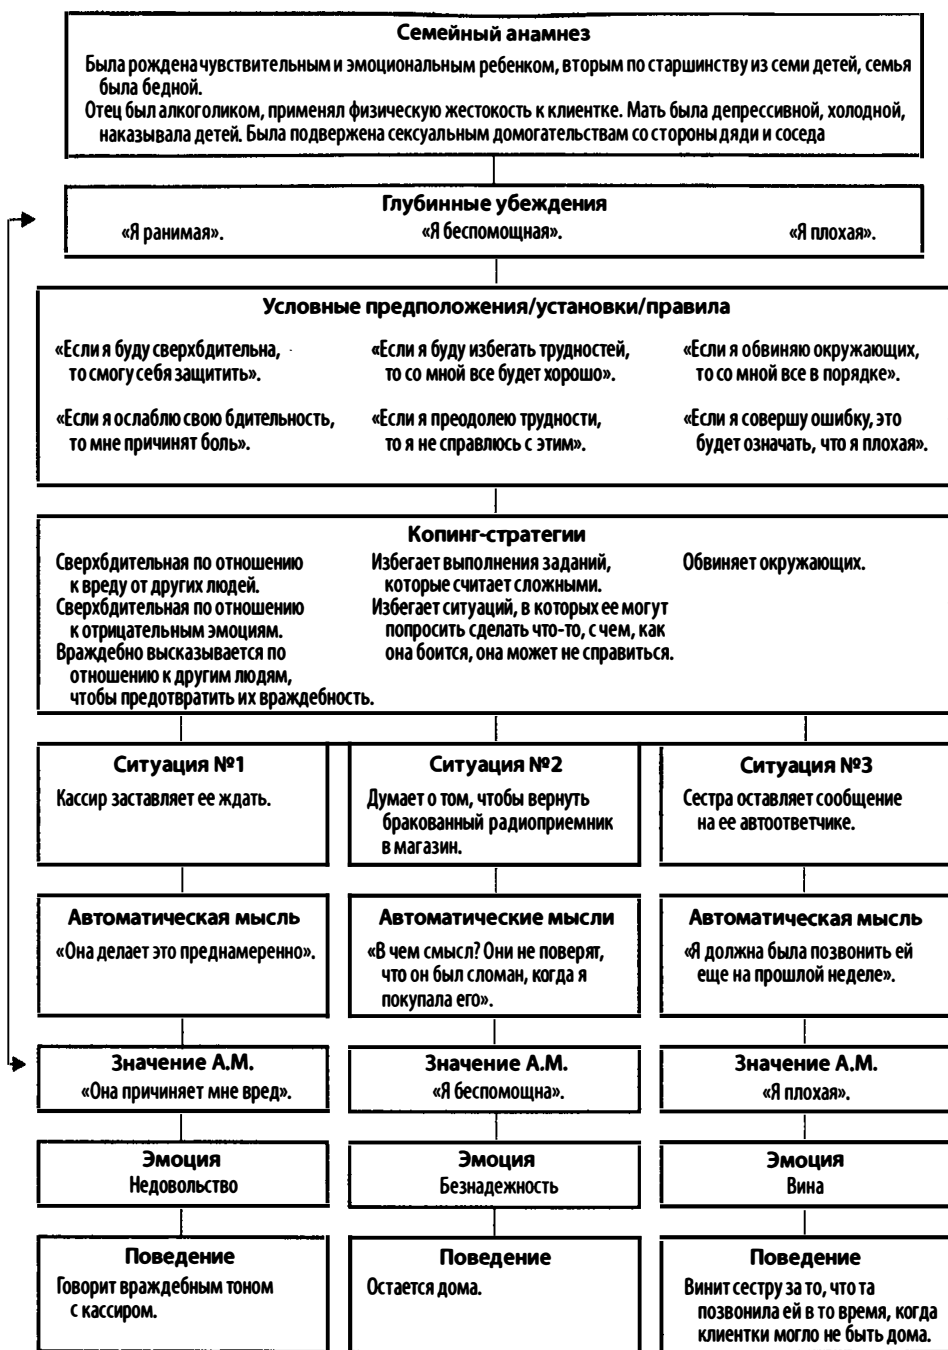 Семейный анамнез
Была рождена чувствительным и эмоциональным ребенком, вторым по старшинству из семи детей, семья
была бедной.
Отец был алкоголиком, применял физическую жестокость к клиентке. Мать была депрессивной, холодной,
наказывала детей. Была подвержена сексуальным домогательствам со стороны дяди и соседа
Глубинные убеждения
«Я ранимая».
«Я беспомощная».
«Я плохая».
Условные предположения/установки/правила
«Если я буду сверхбдительна,
то смогу себя защитить».
«Если я ослаблю свою бдительность,
то мне причинят боль».
«Если я буду избегать трудностей,
то со мной все будет хорошо».
«Если я преодолею трудности,
то я не справлюсь с этим».
«Если я обвиняю окружающих,
то со мной все в порядке».
«Если я совершу ошибку, это
будет означать, что я плохая».
Копинг-стратегии
Сверхбдительная по отношению
к вреду от других людей.
Сверхбдительная по отношению
к отрицательным эмоциям.
Враждебно высказывается по
отношению к другим людям,
чтобы предотвратить их враждебность.
Избегает выполнения заданий,
которые считает сложными.
Избегает ситуаций, в которых ее могут
попросить сделать что-то, с чем, как
она боится, она может не справиться.
Обвиняет окружающих.
Ситуация №1
Кассир заставляет ее ждать.
Ситуация №2
Думает о том, чтобы вернуть
бракованный радиоприемник
в магазин.
Ситуация №3
Сестра оставляет сообщение
на ее автоответчике.
Автоматическая мысль
«Она делает это преднамеренно».
Автоматические мысли
«В чем смысл? Они не поверят,
что он был сломан, когда я
покупала его».
Автоматическая мысль
«Я должна была позвонить ей
еще на прошлой неделе».
Значение А.М.
«Она причиняет мне вред».
Значение А.М.
«Я беспомощна».
Значение А.М.
«Я плохая».
Эмоция
Недовольство
Эмоция
Безнадежность
Эмоция
Вина
Поведение
Говорит враждебным тоном
с кассиром.
Поведение
Остается дома.
Поведение
Винит сестру за то, что та
позвонила ей в то время, когда
клиентки могло не быть дома.